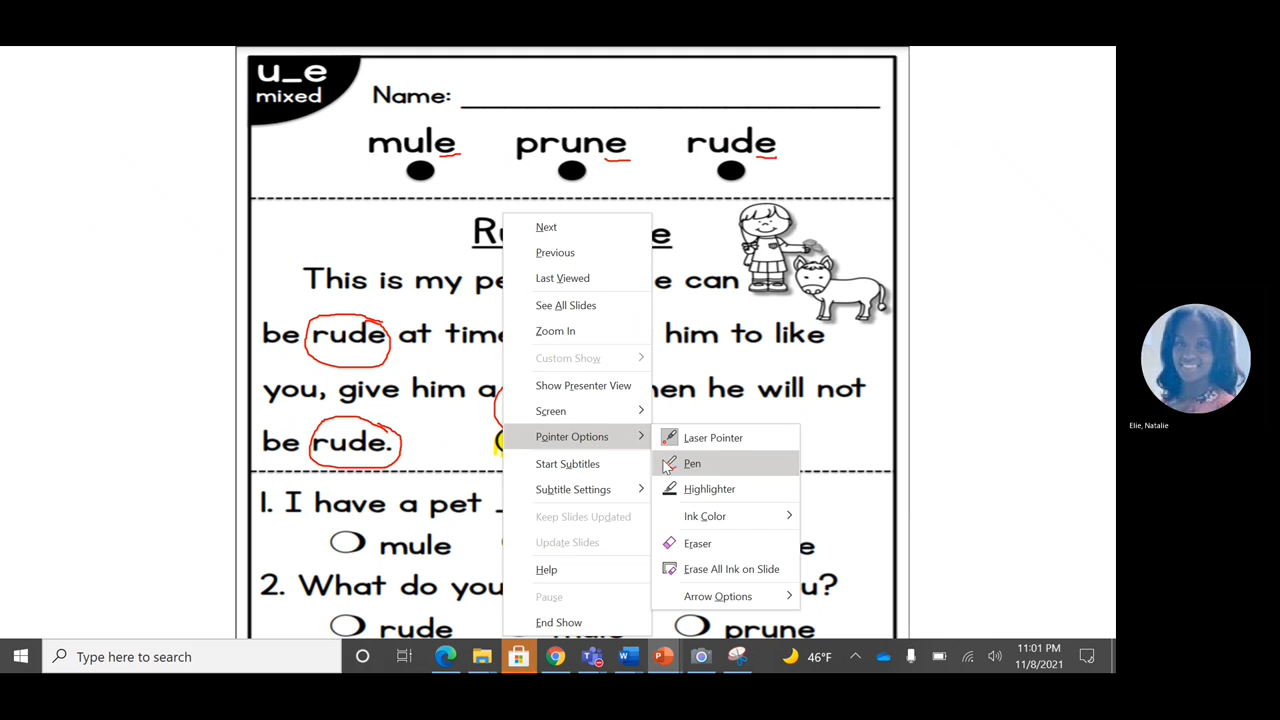 u_e
mixed
Name:
mule prune rude
This is my e can
be rude at him to like
you, give him a he will not
be rude.
1. I have a pet
mule
2. What do you
rude prune
Next
Previous
Last Viewed
See All Slides
Zoom In
Custom Show
Show Presenter View
Screen
Pointer Options
Start Subtitles
Subtitle Settings
Keep Slides Updated
Update Slides
Help
Pause
End Show
Laser Pointer
Pen
Highlighter
Ink Color
Eraser
Erase All Ink on Slide
Arrow Options
Elie, Natalie
Type here to search
46°F
11:01 PM
11/8/2021